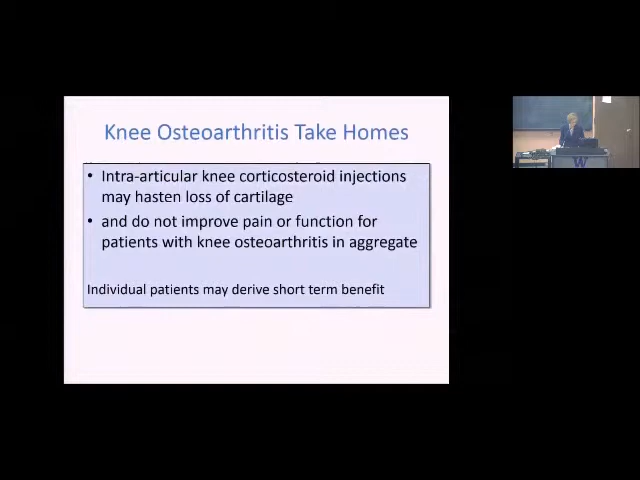 Knee Osteoarthritis Take Homes
• Intra-articular knee corticosteroid injections
may hasten loss of cartilage
• and do not improve pain or function for
patients with knee osteoarthritis in aggregate
Individual patients may derive short term benefit
W